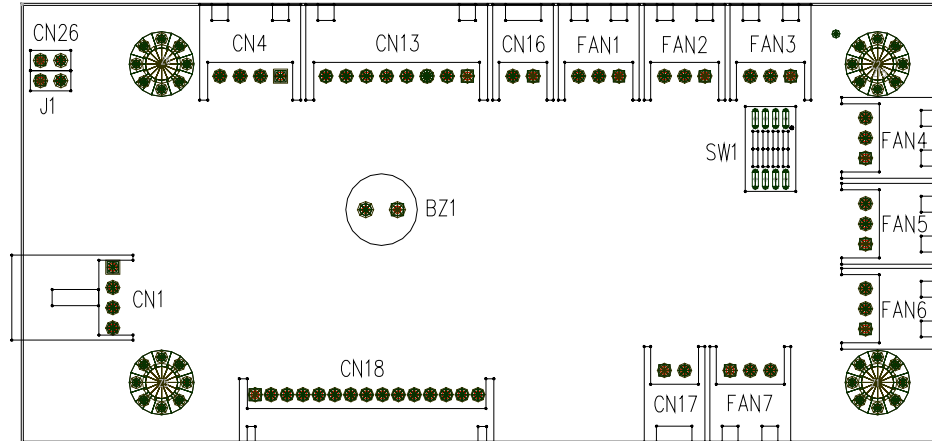 CN26
CN4
CN13
CN16
FAN1
FAN2
FAN3
J1
SW1
FAN4
BZ1
FAN5
CN1
FAN6
CN18
CN17
FAN7